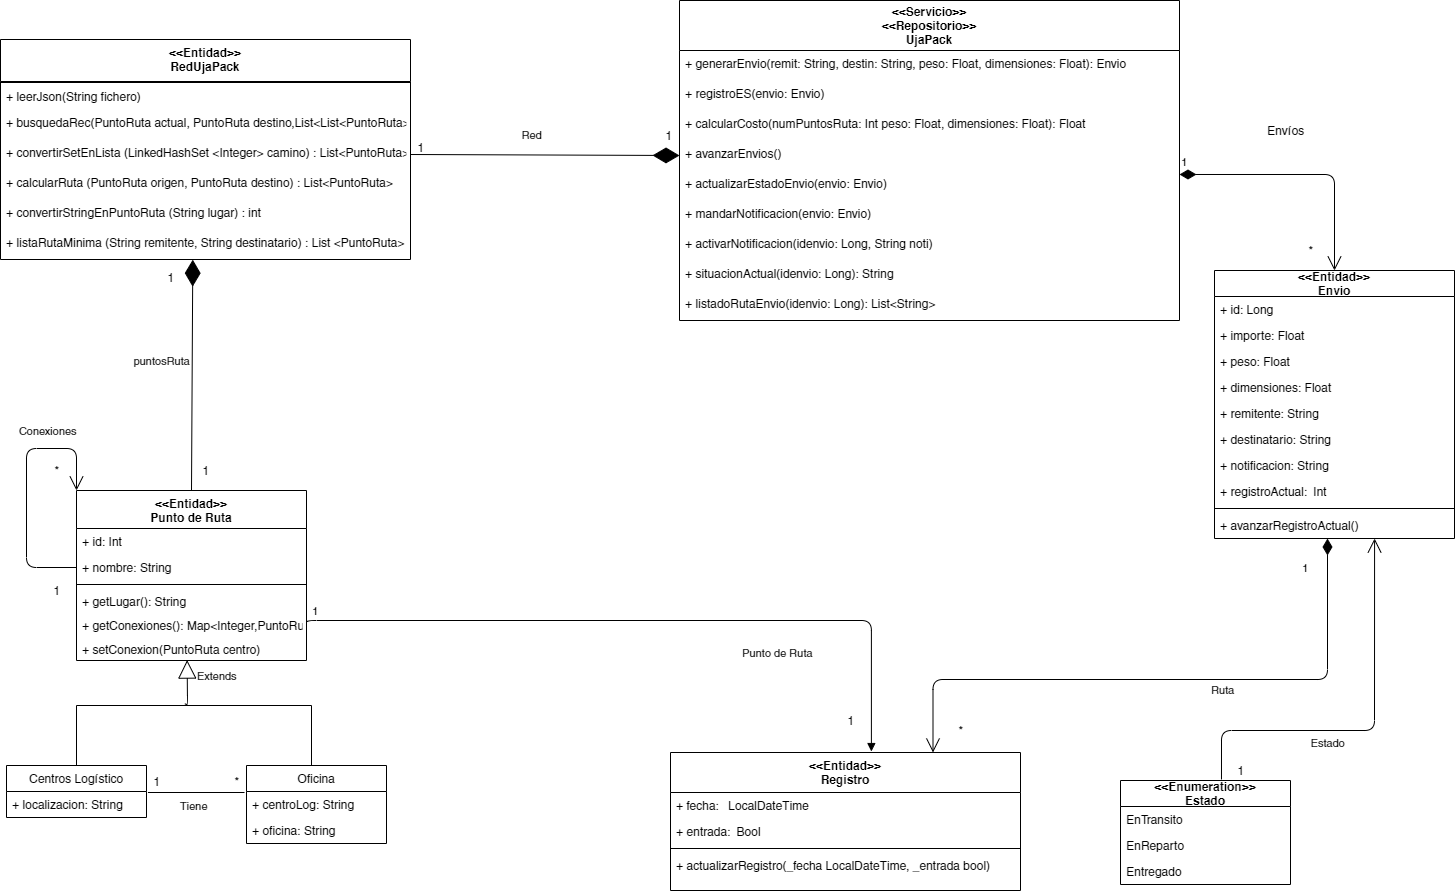 <<Entidad>>
RedUjaPack
+ leerJson(String fichero)
+ busquedaRec(PuntoRuta actual, PuntoRuta destino,List<List<PuntoRuta>
+ convertirSetEnLista (LinkedHashSet <Integer> camino) : List<PuntoRuta>
+ calcularRuta (PuntoRuta origen, PuntoRuta destino) : List<PuntoRuta>
+ convertirStringEnPuntoRuta (String lugar) : int
+ listaRutaMinima (String remitente, String destinatario) : List <PuntoRuta>
1
Red
1
<<Servicio>>
<<Repositorio>>
UjaPack
+ generarEnvio(remit: String, destin: String, peso: Float, dimensiones: Float): Envio
+ registroES(envio: Envio)
+ calcularCosto(numPuntosRuta: Int peso: Float, dimensiones: Float): Float
+ avanzarEnvios()
+ actualizarEstadoEnvio(envio: Envio)
+ mandarNotificacion(envio: Envio)
+ activarNotificacion(idenvio: Long, String noti)
+ situacionActual(idenvio: Long): String
+ listadoRutaEnvio(idenvio: Long): List<String>
Envíos
1
*
<<Entidad>>
Envio
+ id: Long
+ importe: Float
+ peso: Float
+ dimensiones: Float
+ remitente: String
+ destinatario: String
+ notificacion: String
+ registroActual:  Int
+ avanzarRegistroActual()
1
1
puntosRuta
1
Conexiones
*
1
<<Entidad>>
Punto de Ruta
+ id: Int
+ nombre: String
+ getLugar(): String
+ getConexiones(): Map<Integer,PuntoRu
+ setConexion(PuntoRuta centro)
Extends
1
Punto de Ruta
1
Ruta
*
Estado
1
Centros Logístico
+ localizacion: String
1
*
Tiene
Oficina
+ centroLog: String
+ oficina: String
<<Entidad>>
Registro
+ fecha:   LocalDateTime
+ entrada:  Bool
+ actualizarRegistro(_fecha LocalDateTime, _entrada bool)
<<Enumeration>>
Estado
EnTransito
EnReparto
Entregado